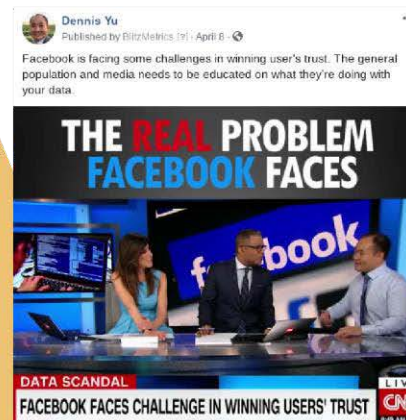 Dennis Yu
Published by BlitzMetrics [?] · April 8 ·
Facebook is facing some challenges in winning user's trust. The general
population and media needs to be educated on what they're doing with
your data.
THE REAL PROBLEM
FACEBOOK FACES
facebook
DATA SCANDAL
LIV
FACEBOOK FACES CHALLENGE IN WINNING USERS' TRUST
CN